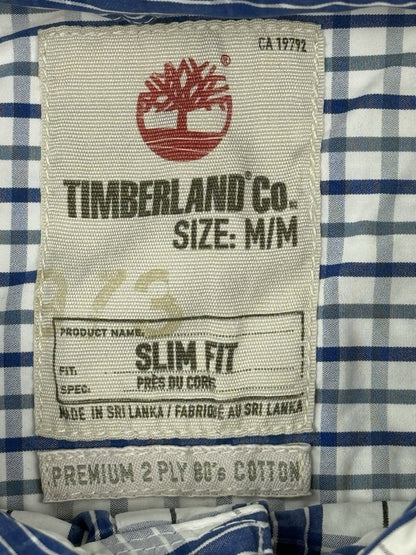 CA 19792
TIMBERLAND® Co.
SIZE: M/M
PRODUCT NAME:
FIT: SLIM FIT
SPEC: PRÈS DU CORP
MADE IN SRI LANKA / FABRIQUÉ AU SRI LANKA
PREMIUM 2 PLY 80's COTTON